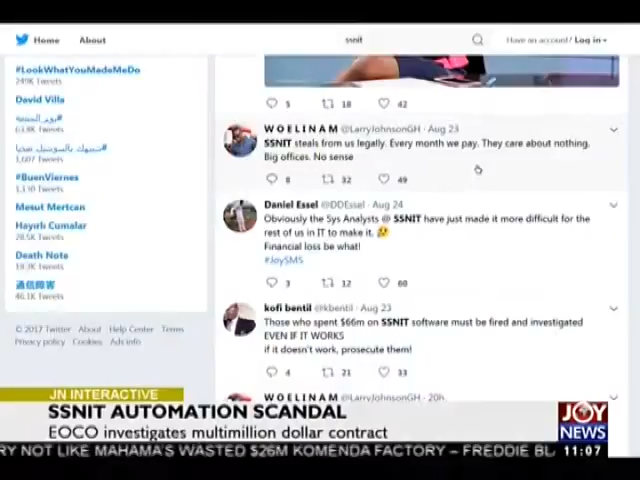 Home About ssnit Have an account? Log in
#LookWhatYouMadeMeDo
249K Tweets
David Villa
63.8K Tweets
3,607 Tweets
#BuenViernes
Mesut Mertcan
Hayırlı Cumalar
28.5K Tweets
Death Note
19.2K Tweets
通信障害
46.1K Tweets
© 2017 Twitter About Help Center Terms
Privacy policy Cookies Ads info
5 18 42
W O E L I N A M @LarryJohnsonGH · Aug 23
SSNIT steals from us legally. Every month we pay. They care about nothing.
Big offices. No sense
8 32 49
Daniel Essel @DDEssel · Aug 24
Obviously the Sys Analysts @ SSNIT have just made it more difficult for the
rest of us in IT to make it. 😢
Financial loss be what!
#JoySMS
3 12 60
kofi bentil @kbentil · Aug 23
Those who spent $66m on SSNIT software must be fired and investigated
EVEN IF IT WORKS
if it doesn't work, prosecute them!
4 21 33
W O E L I N A M @LarryJohnsonGH · 20h
JN INTERACTIVE
SSNIT AUTOMATION SCANDAL
EOCO investigates multimillion dollar contract
JOY
NEWS
RY NOT LIKE MAHAMA'S WASTED $26M KOMENDA FACTORY – FREDDIE BL 11:07